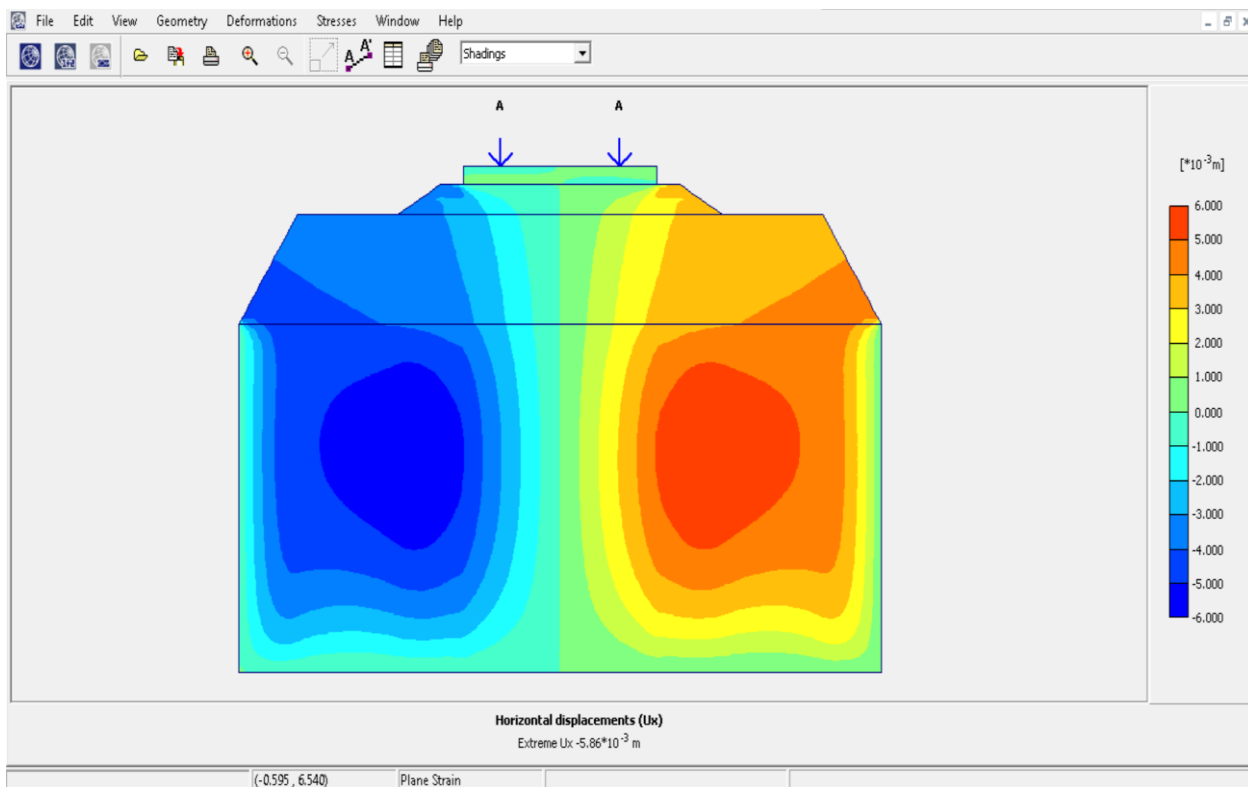 File Edit View Geometry Deformations Stresses Window Help
A A' Shadings
A A
[*10⁻³m]
6.000
5.000
4.000
3.000
2.000
1.000
0.000
-1.000
-2.000
-3.000
-4.000
-5.000
-6.000
Horizontal displacements (Ux)
Extreme Ux -5.86*10⁻³ m
(-0.595 , 6.540) Plane Strain